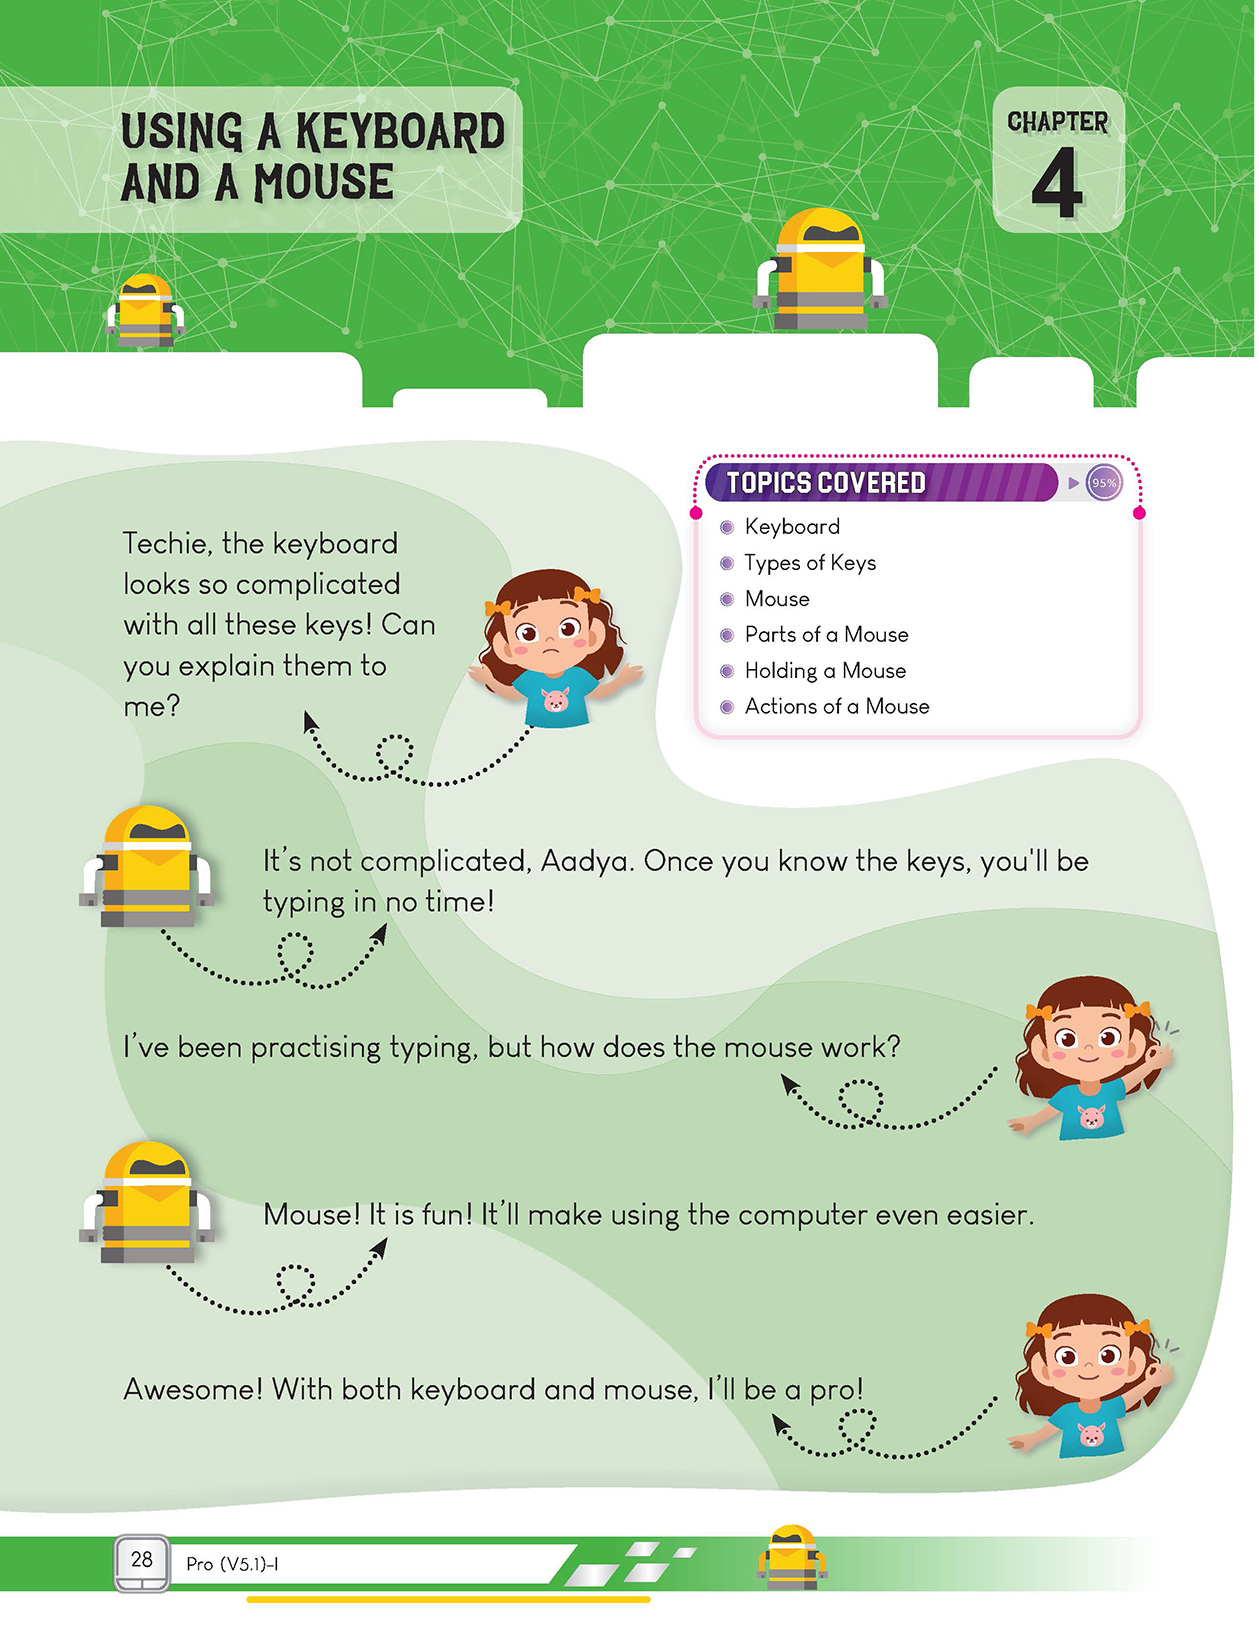 USING A KEYBOARD
AND A MOUSE
CHAPTER
4
TOPICS COVERED
95%
Keyboard
Types of Keys
Mouse
Parts of a Mouse
Holding a Mouse
Actions of a Mouse
Techie, the keyboard
looks so complicated
with all these keys! Can
you explain them to
me?
It's not complicated, Aadya. Once you know the keys, you'll be
typing in no time!
I've been practising typing, but how does the mouse work?
Mouse! It is fun! It'll make using the computer even easier.
Awesome! With both keyboard and mouse, I'll be a pro!
28
Pro (V5.1)-I